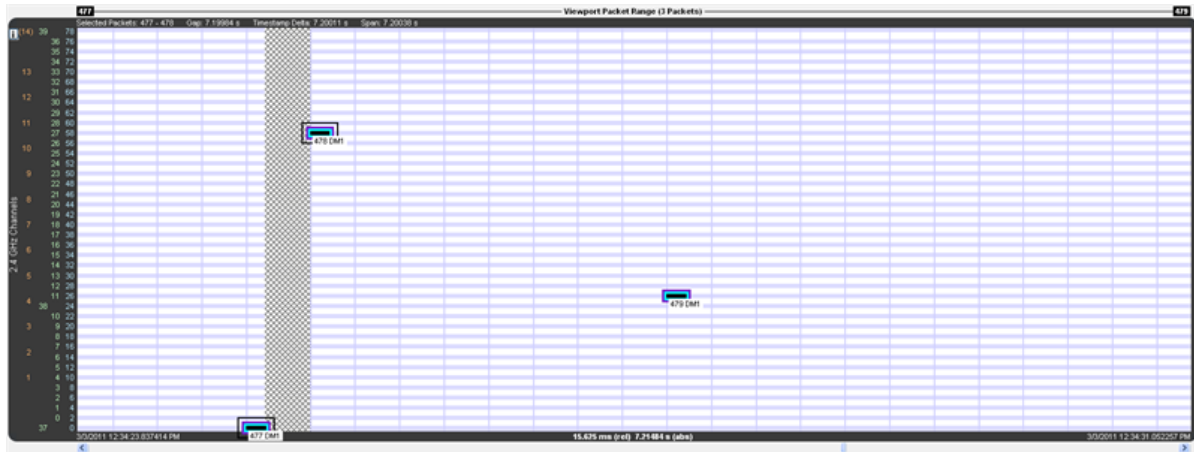 477 Viewport Packet Range (3 Packets) 479
Selected Packets: 477 - 478 Gap: 7.19984 s Timestamp Delta: 7.20011 s Span: 7.20038 s
i (14) 39 78
36 76
35 74
34 72
13 33 70
32 68
31 66
12 30 64
29 62
11 28 60
27 58
478 DM1
26 56
10 25 54
24 52
9 23 50
22 48
21 46
8 20 44
19 42
7 18 40
17 38
6 16 36
15 34
14 32
5 13 30
12 28
11 26
4 479 DM1
38 24
10 22
3 9 20
8 18
7 16
2 6 14
5 12
1 4 10
3 8
2 6
1 4
0 2
37 0
2.4 GHz Channels
477 DM1
3/3/2011 12:34:23.837414 PM 15.625 ms (rel) 7.21484 s (abs) 3/3/2011 12:34:31.052257 PM